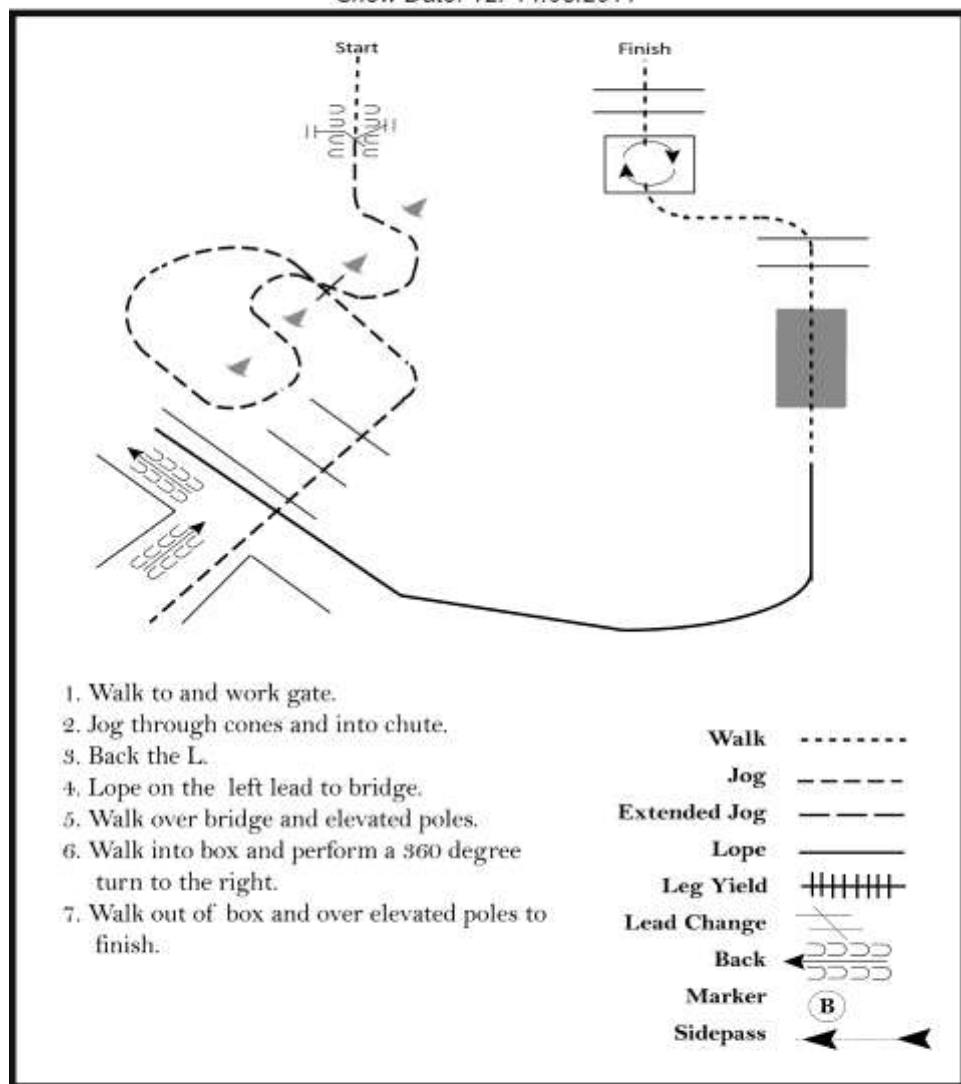 Start
Finish
1. Walk to and work gate.
2. Jog through cones and into chute.
3. Back the L.
4. Lope on the left lead to bridge.
5. Walk over bridge and elevated poles.
6. Walk into box and perform a 360 degree
turn to the right.
7. Walk out of box and over elevated poles to
finish.
Walk
Jog
Extended Jog
Lope
Leg Yield
Lead Change
Back
Marker
B
Sidepass